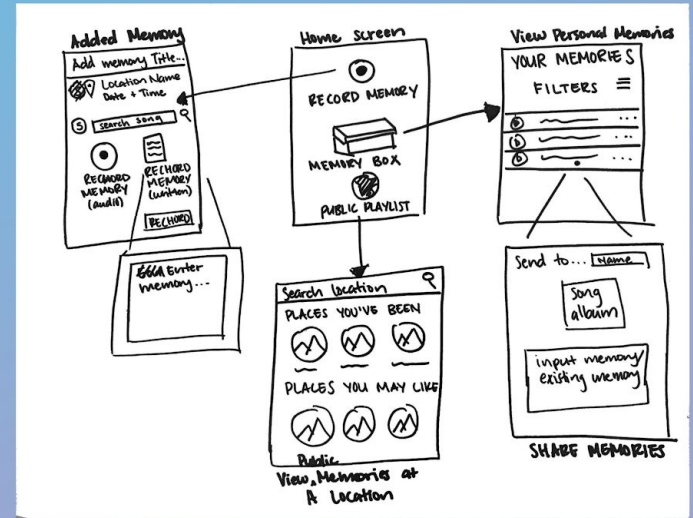 Added Memory
Add memory Title...
Location Name
Date + Time
S search song
RECHORD
MEMORY
(audio)
RECHORD
MEMORY
(written)
RECHORD
Enter
memory...
Home Screen
RECORD MEMORY
MEMORY BOX
PUBLIC PLAYLIST
Search location
PLACES YOU'VE BEEN
PLACES YOU MAY LIKE
Public
View Memories at
A Location
View Personal Memories
YOUR MEMORIES
FILTERS
Send to... Name
Song
album
input memory/
existing memory
SHARE MEMORIES